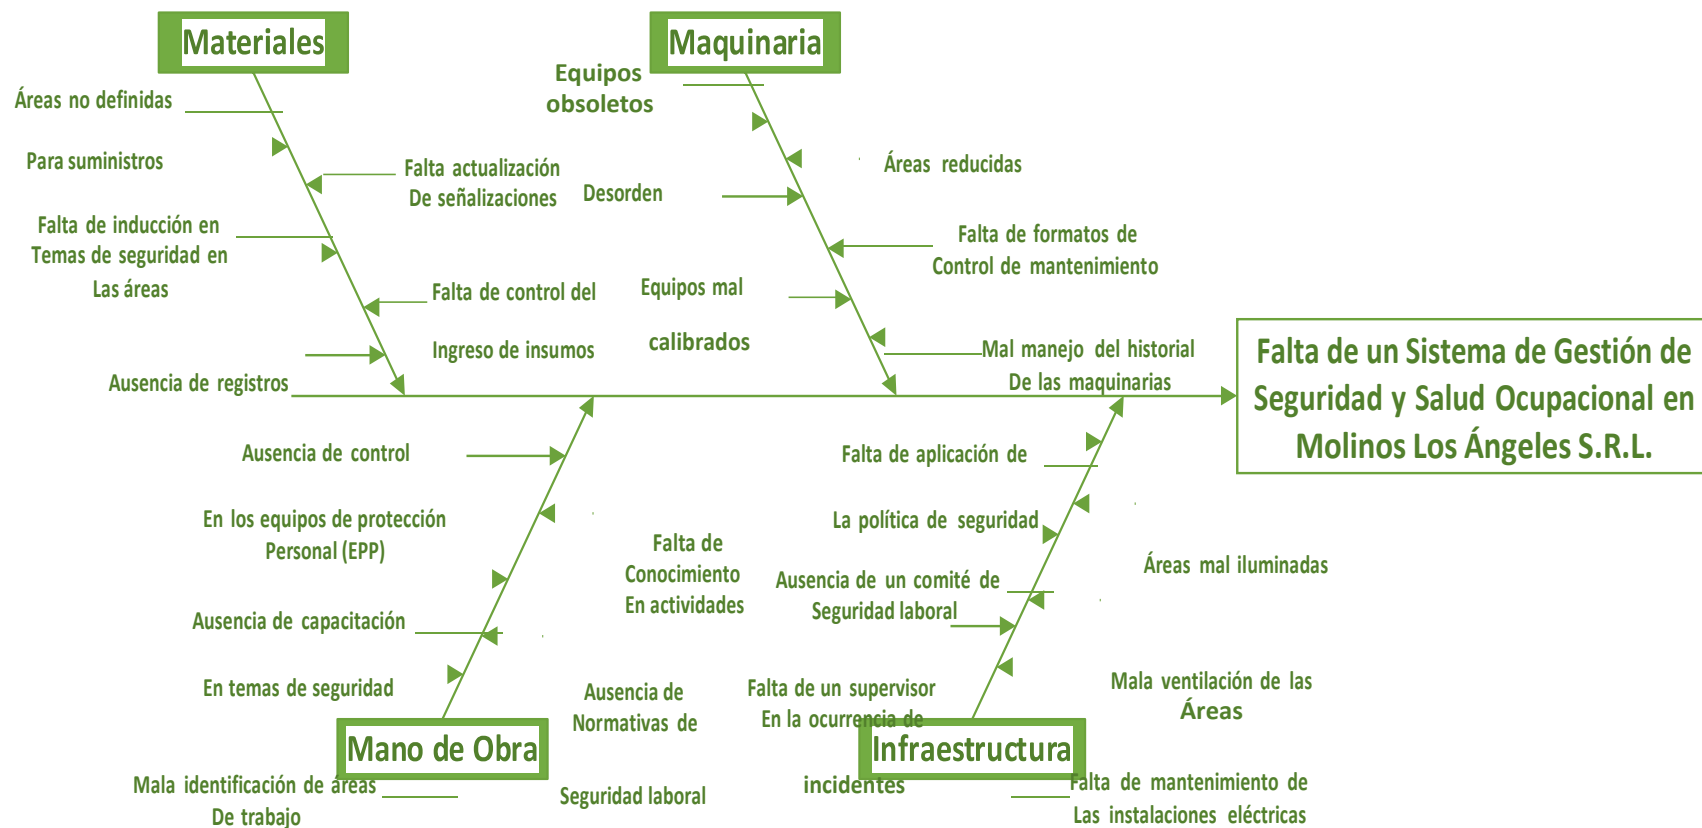 Materiales
Maquinaria
Áreas no definidas
Para suministros
Falta actualización
De señalizaciones
Falta de inducción en
Temas de seguridad en
Las áreas
Falta de control del
Ingreso de insumos
Ausencia de registros
Equipos
obsoletos
Áreas reducidas
Desorden
Falta de formatos de
Control de mantenimiento
Equipos mal
calibrados
Mal manejo del historial
De las maquinarias
Falta de un Sistema de Gestión de
Seguridad y Salud Ocupacional en
Molinos Los Ángeles S.R.L.
Ausencia de control
En los equipos de protección
Personal (EPP)
Falta de
Conocimiento
En actividades
Ausencia de capacitación
En temas de seguridad
Ausencia de
Normativas de
Seguridad laboral
Mala identificación de áreas
De trabajo
Mano de Obra
Falta de aplicación de
La política de seguridad
Áreas mal iluminadas
Ausencia de un comité de
Seguridad laboral
Mala ventilación de las
Áreas
Falta de un supervisor
En la ocurrencia de
incidentes
Falta de mantenimiento de
Las instalaciones eléctricas
Infraestructura